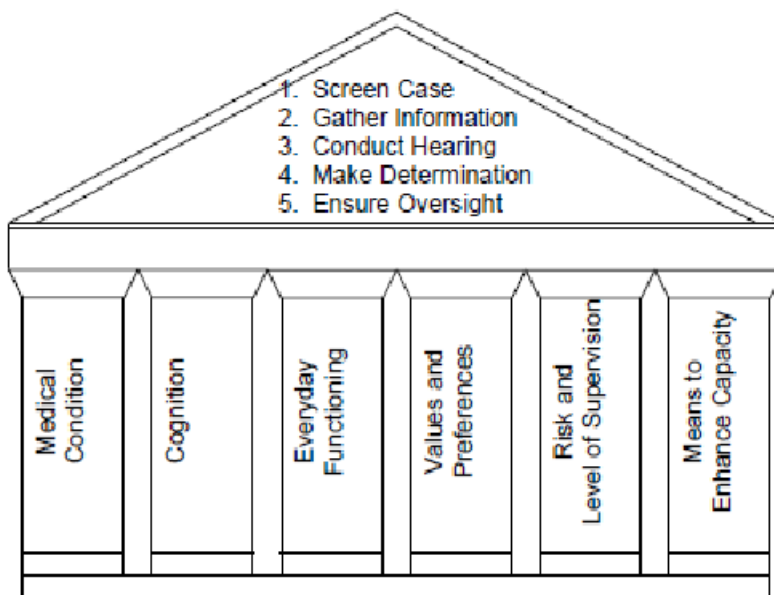 1. Screen Case
2. Gather Information
3. Conduct Hearing
4. Make Determination
5. Ensure Oversight
Medical
Condition
Cognition
Everyday
Functioning
Values and
Preferences
Risk and
Level of Supervision
Means to
Enhance Capacity